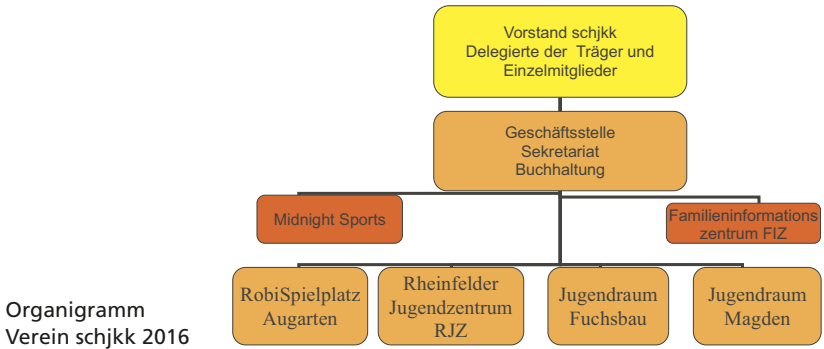 Vorstand schjkk
Delegierte der Träger und
Einzelmitglieder
Geschäftsstelle
Sekretariat
Buchhaltung
Midnight Sports
Familieninformations
zentrum FIZ
RobiSpielplatz
Augarten
Rheinfelder
Jugendzentrum
RJZ
Jugendraum
Fuchsbau
Jugendraum
Magden
Organigramm
Verein schjkk 2016